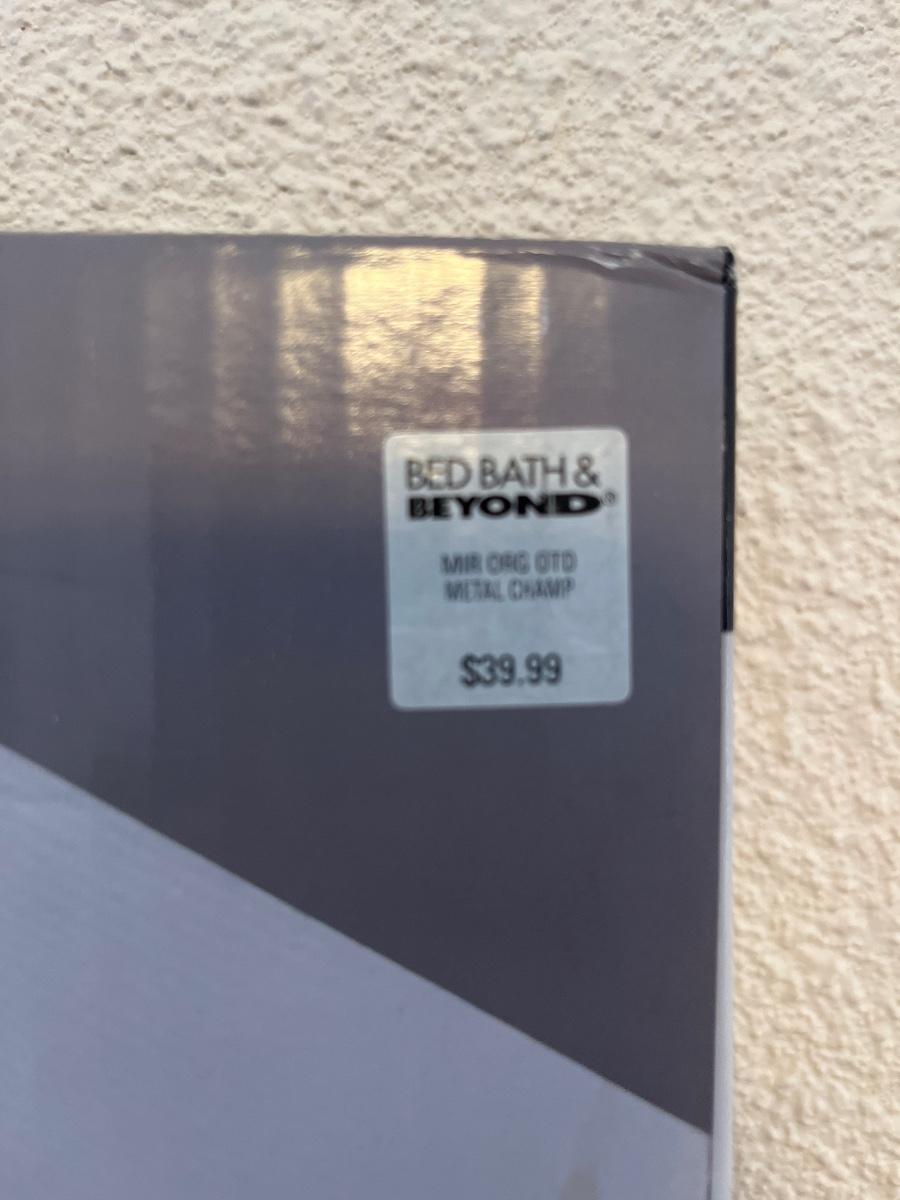 BED BATH &
BEYOND®
MIR ORG OTD
METAL CHAMP
$39.99